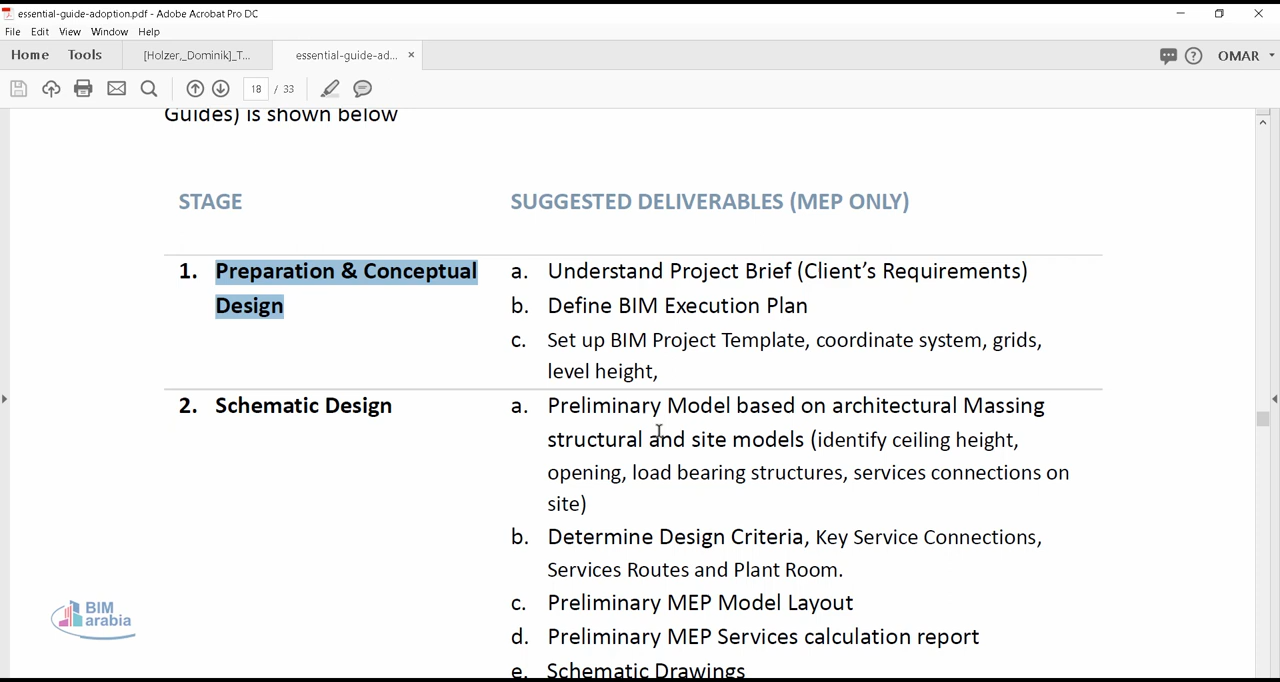 essential-guide-adoption.pdf - Adobe Acrobat Pro DC
File Edit View Window Help
Home Tools [Holzer,_Dominik]_T... essential-guide-ad... × OMAR
18 / 33
Guides) is shown below
STAGE SUGGESTED DELIVERABLES (MEP ONLY)
1. Preparation & Conceptual a. Understand Project Brief (Client’s Requirements)
Design b. Define BIM Execution Plan
c. Set up BIM Project Template, coordinate system, grids,
level height,
2. Schematic Design a. Preliminary Model based on architectural Massing
structural and site models (identify ceiling height,
opening, load bearing structures, services connections on
site)
b. Determine Design Criteria, Key Service Connections,
Services Routes and Plant Room.
c. Preliminary MEP Model Layout
d. Preliminary MEP Services calculation report
e. Schematic Drawings
BIM
arabia